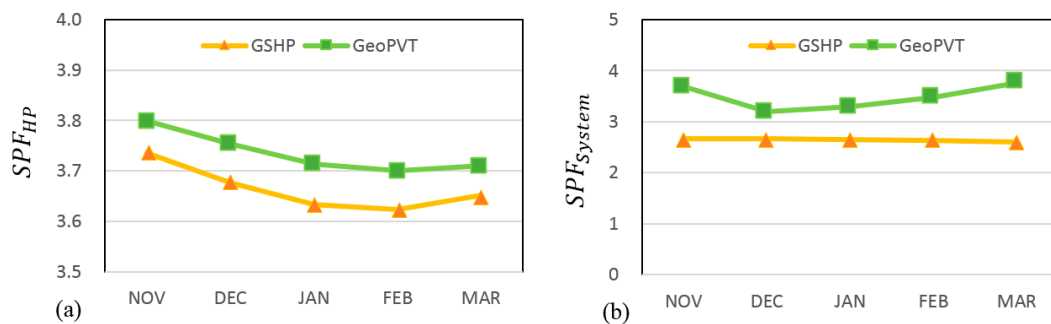 4.0
GSHP GeoPVT
3.9
3.8
3.7
3.6
3.5
SPF_HP
NOV DEC JAN FEB MAR
(a)
5
GSHP GeoPVT
4
3
2
1
0
SPF_System
NOV DEC JAN FEB MAR
(b)